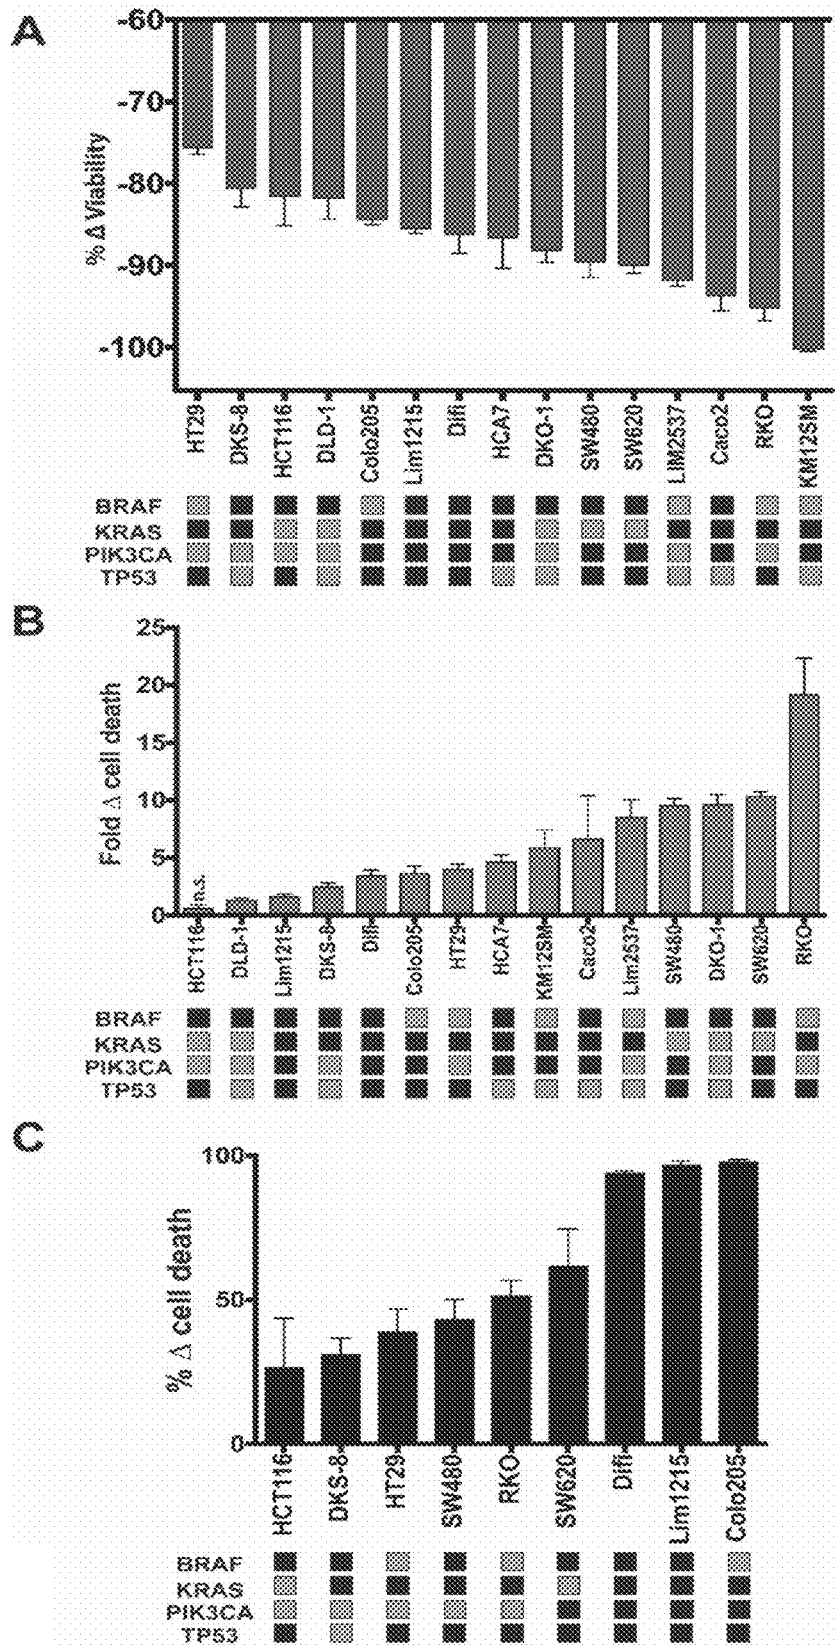 A
-60
-70
-80
-90
-100
% Δ Viability
HT29
DKS-8
HCT116
DLD-1
Colo205
Lim1215
Difi
HCA7
DKO-1
SW480
SW620
LIM2537
Caco2
RKO
KM12SM
BRAF
KRAS
PIK3CA
TP53
B
25
20
15
10
5
0
Fold Δ cell death
n.s.
HCT116
DLD-1
Lim1215
DKS-8
Difi
Colo205
HT29
HCA7
KM12SM
Caco2
Lim2537
SW480
DKO-1
SW620
RKO
BRAF
KRAS
PIK3CA
TP53
C
100
50
0
% Δ cell death
HCT116
DKS-8
HT29
SW480
RKO
SW620
Difi
Lim1215
Colo205
BRAF
KRAS
PIK3CA
TP53